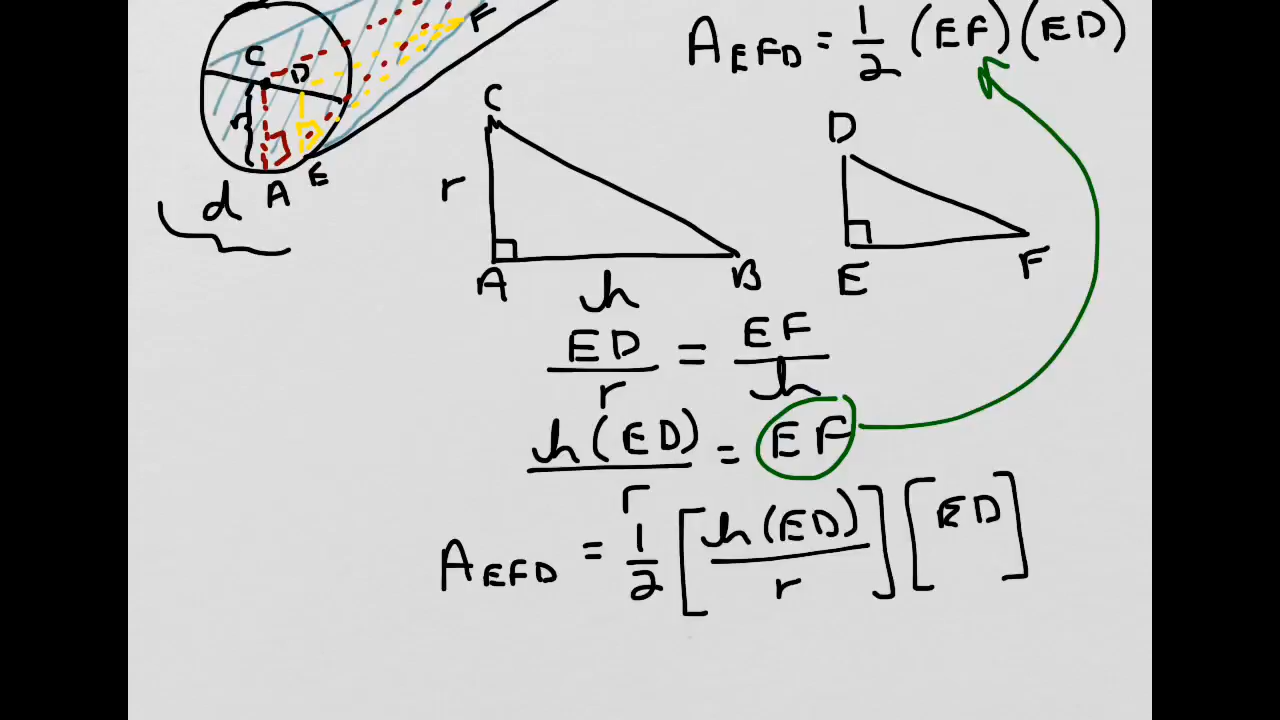 A_EFD = 1/2 (EF)(ED)
F
C D
r
A E
d
C
r
A B
h
D
E F
ED/r = EF/h
h(ED)/r = EF
A_EFD = 1/2 [h(ED)/r][ED]